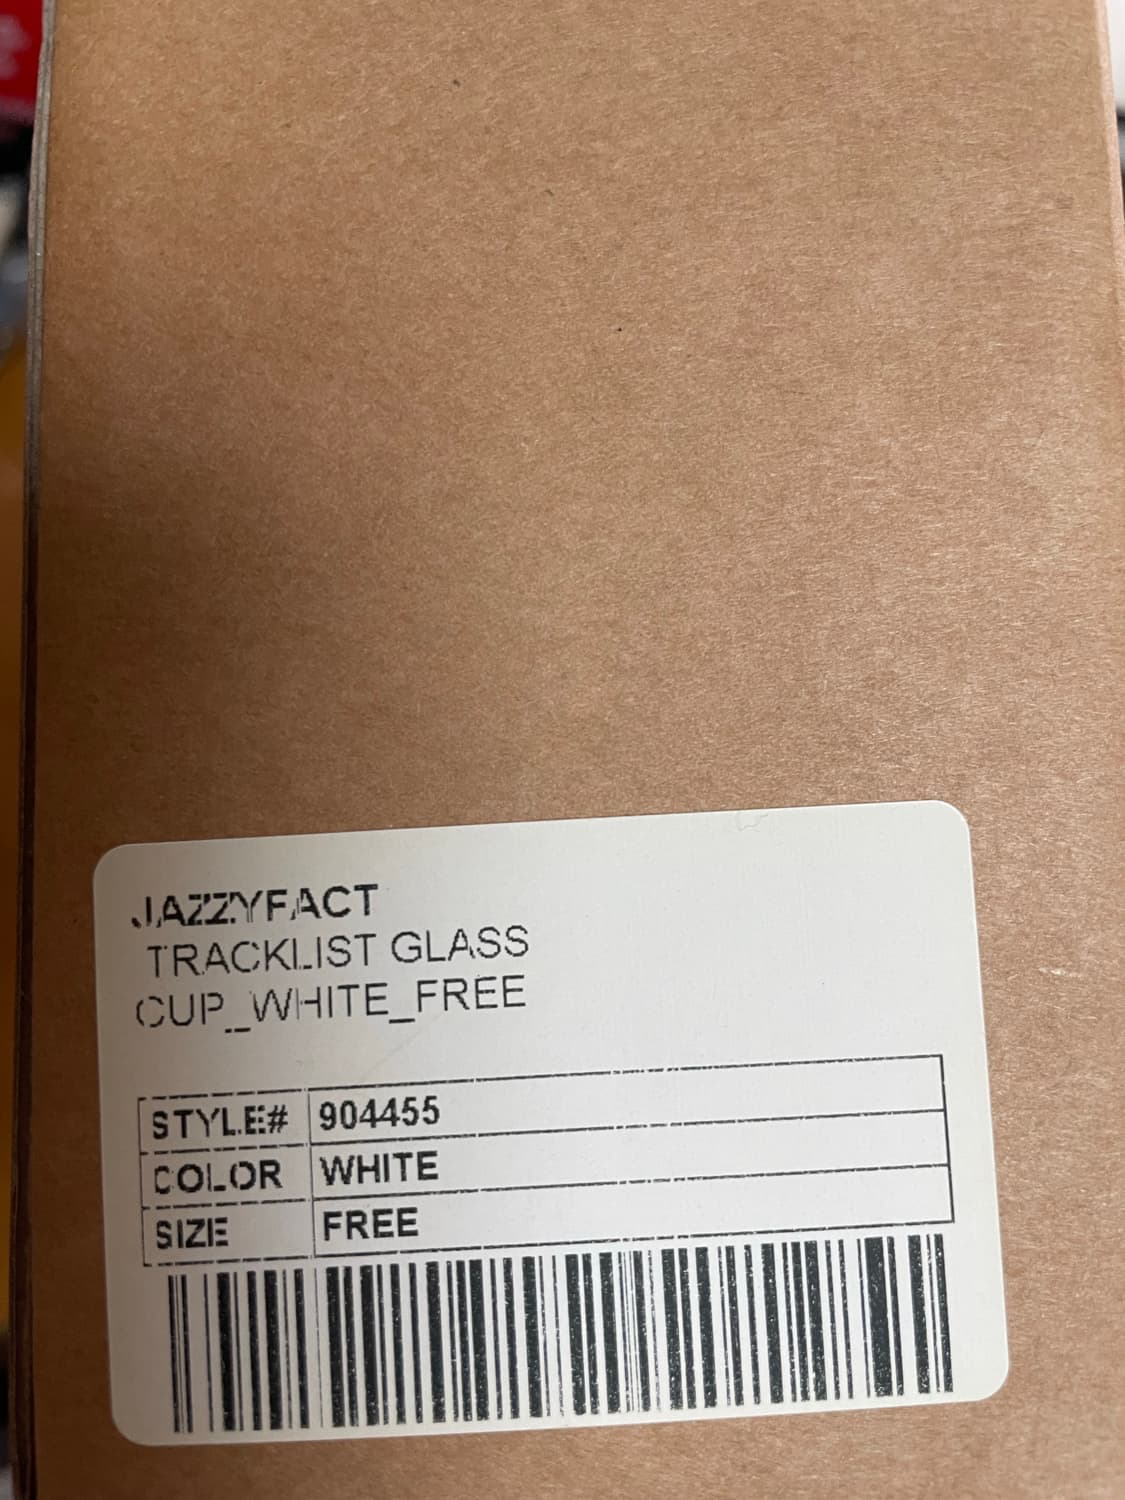 JAZZYFACT
TRACKLIST GLASS
CUP_WHITE_FREE
STYLE# 904455
COLOR WHITE
SIZE FREE